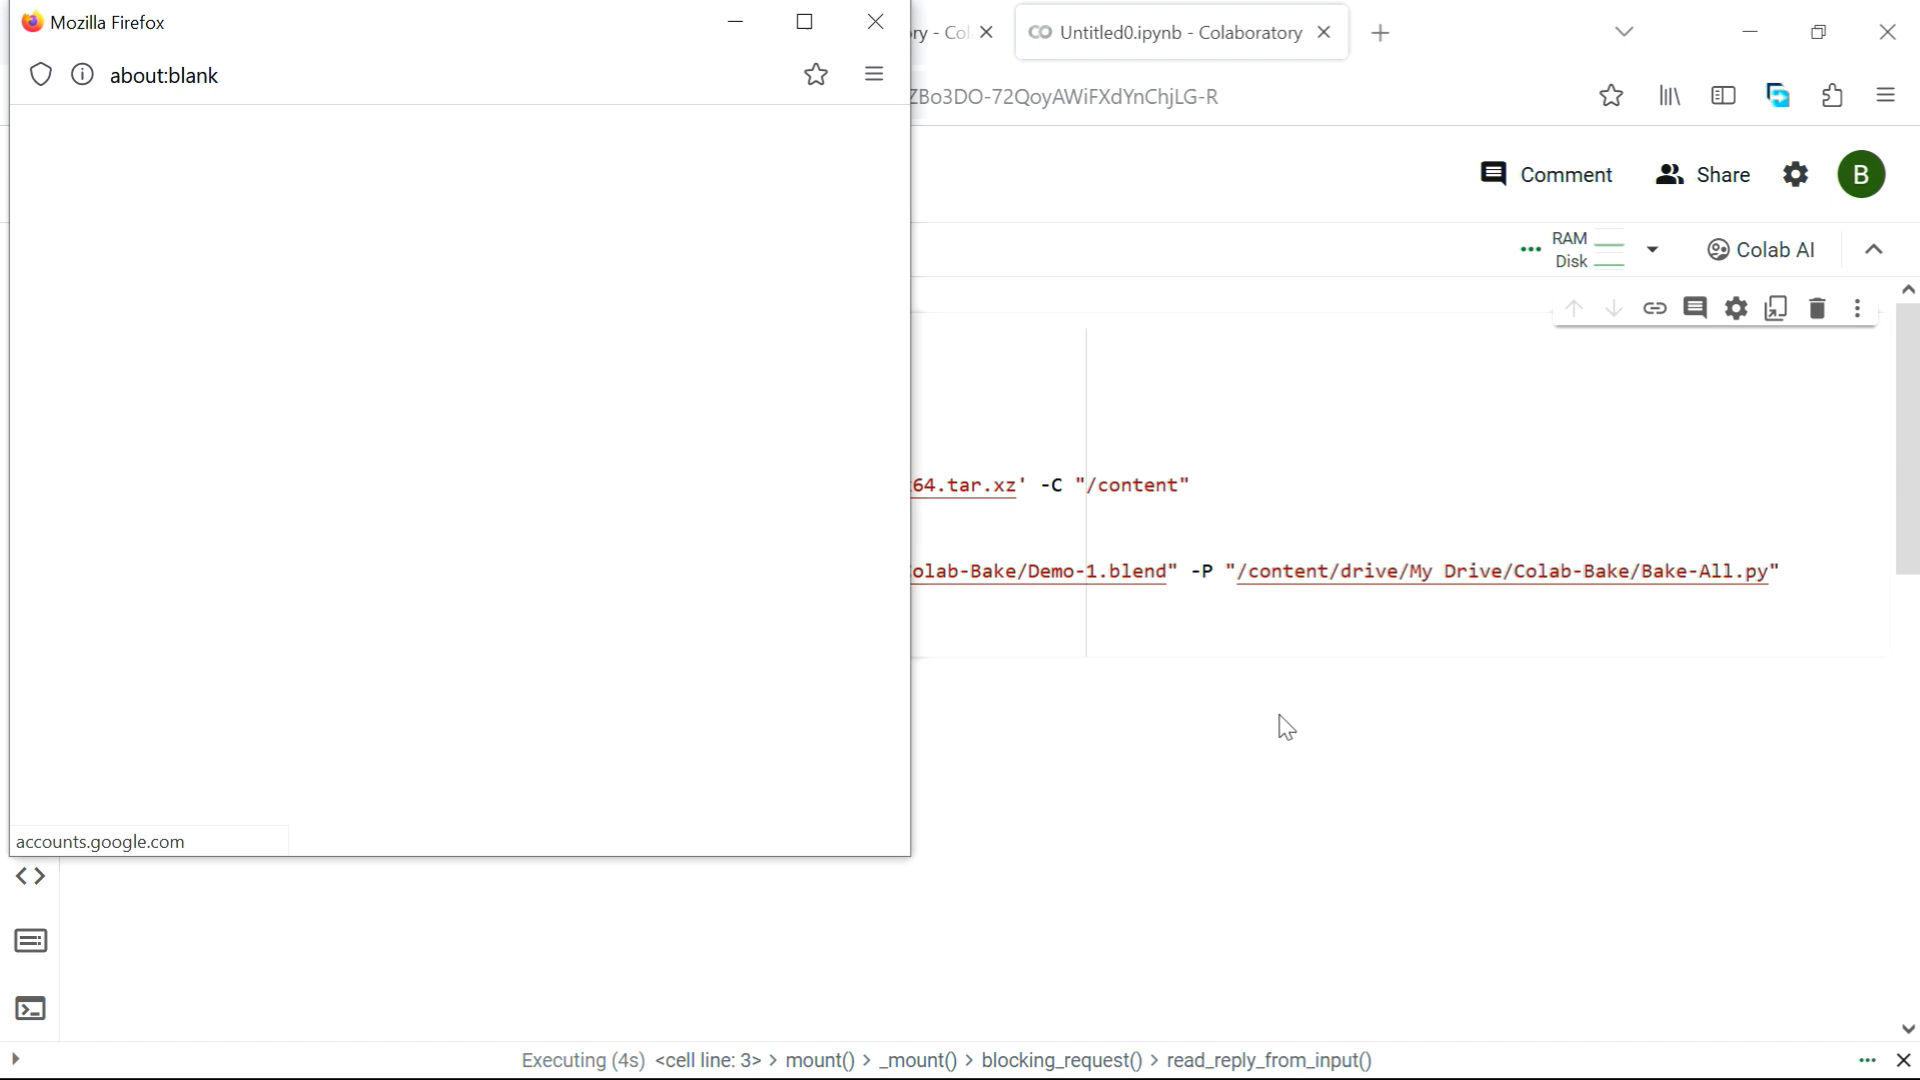 Mozilla Firefox
about:blank
ry - Col
Untitled0.ipynb - Colaboratory
ZBo3DO-72QoyAWiFXdYnChjLG-R
Comment
Share
B
RAM
Disk
Colab AI
64.tar.xz' -C "/content"
olab-Bake/Demo-1.blend" -P "/content/drive/My Drive/Colab-Bake/Bake-All.py"
accounts.google.com
Executing (4s) <cell line: 3> > mount() > _mount() > blocking_request() > read_reply_from_input()